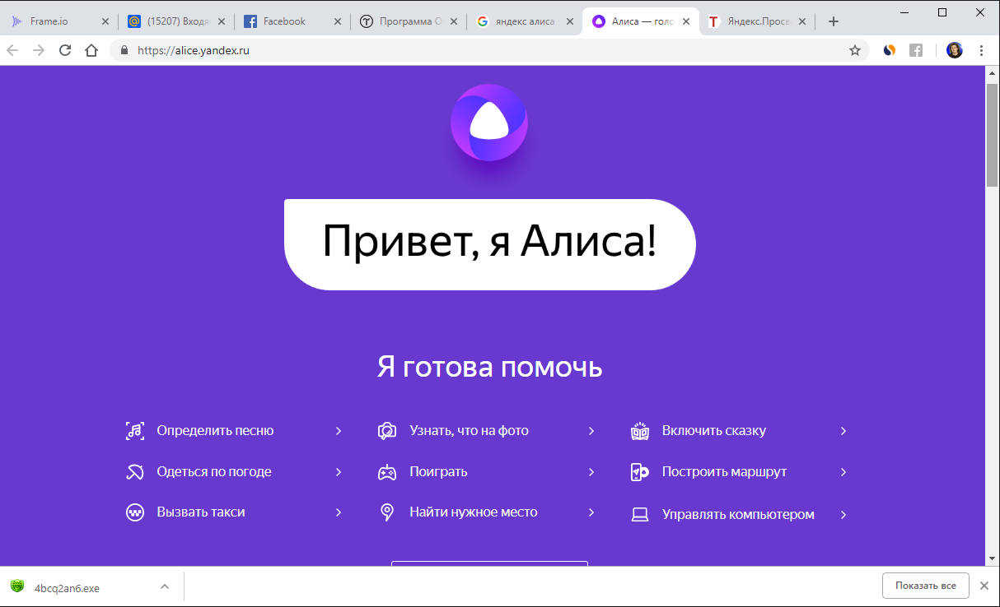 Frame.io
(15207) Входя
Facebook
Программа О
яндекс алиса
Алиса — голо
Яндекс.Просв
https://alice.yandex.ru
Привет, я Алиса!
Я готова помочь
Определить песню
Узнать, что на фото
Включить сказку
Одеться по погоде
Поиграть
Построить маршрут
Вызвать такси
Найти нужное место
Управлять компьютером
4bcq2an6.exe
Показать все